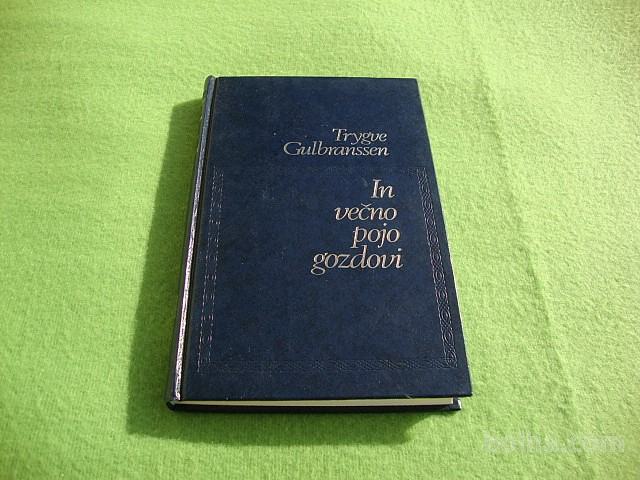 Trygve
Gulbranssen
In
večno
pojo
gozdovi
bolha.com